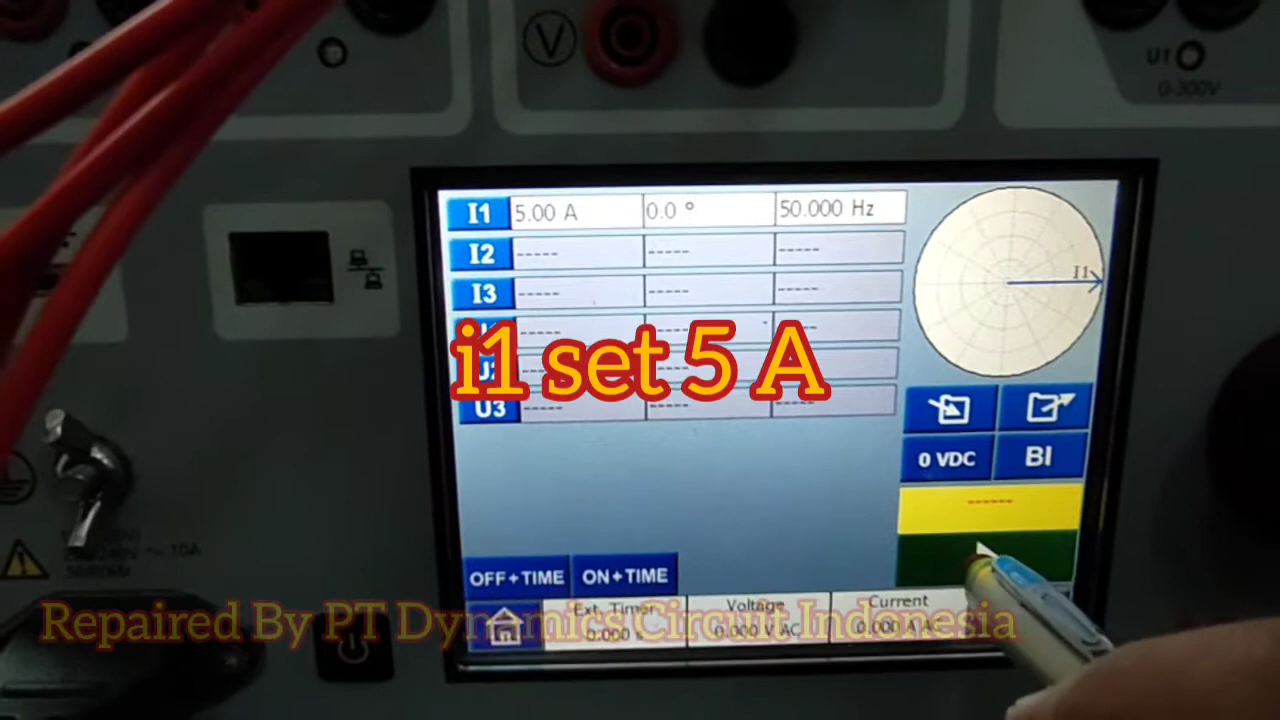 V
U1
0-300V
I1 5.00 A 0.0 ° 50.000 Hz
I2 ----- ----- -----
I1
I3 ----- ----- -----
i1 set 5 A
U3 ----- ----- -----
0 VDC BI
------
~ 10A
OFF+TIME ON+TIME
Ext. Timer Voltage Current
0.000 s 0.000 V AC 0.000 A AC
Repaired By PT Dynamics Circuit Indonesia